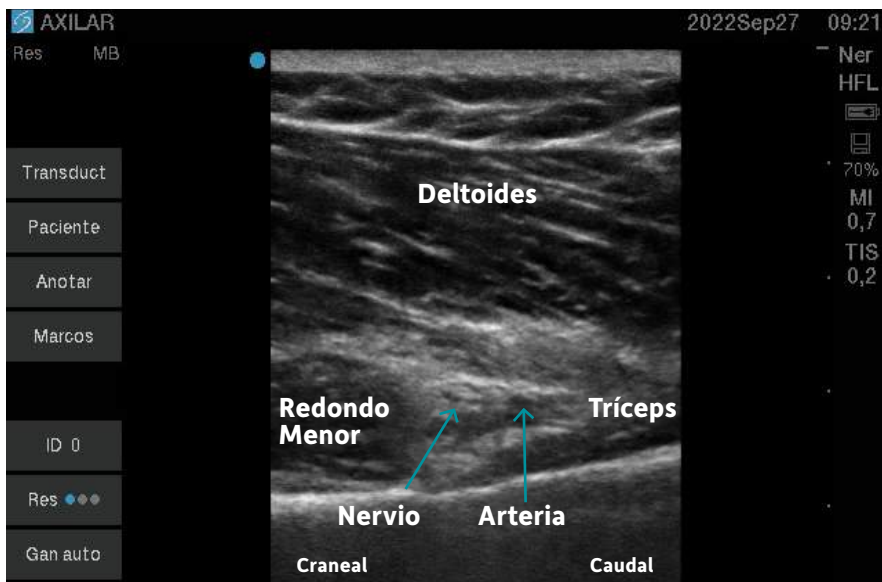 AXILAR
2022Sep27 09:21
Res MB
Ner
HFL
70%
MI
0,7
TIS
0,2
Transduct
Paciente
Anotar
Marcos
ID 0
Res
Gan auto
Deltoides
Redondo
Menor
Tríceps
Nervio
Arteria
Craneal
Caudal